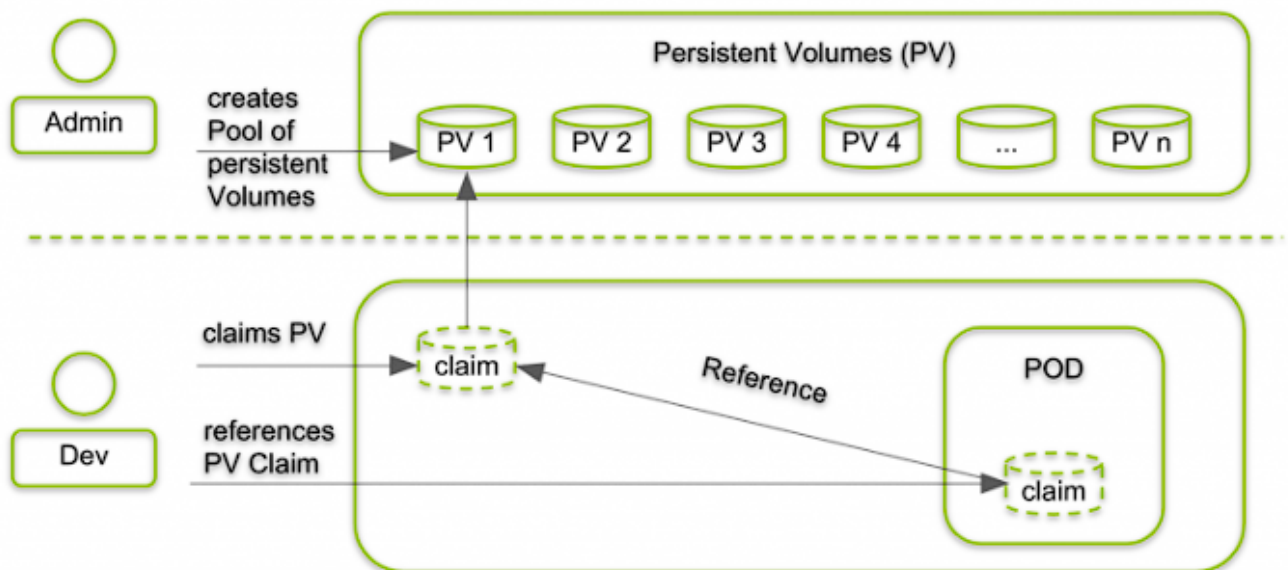 Persistent Volumes (PV)
Admin
creates
Pool of
persistent
Volumes
PV 1
PV 2
PV 3
PV 4
...
PV n
claims PV
claim
Reference
POD
Dev
references
PV Claim
claim